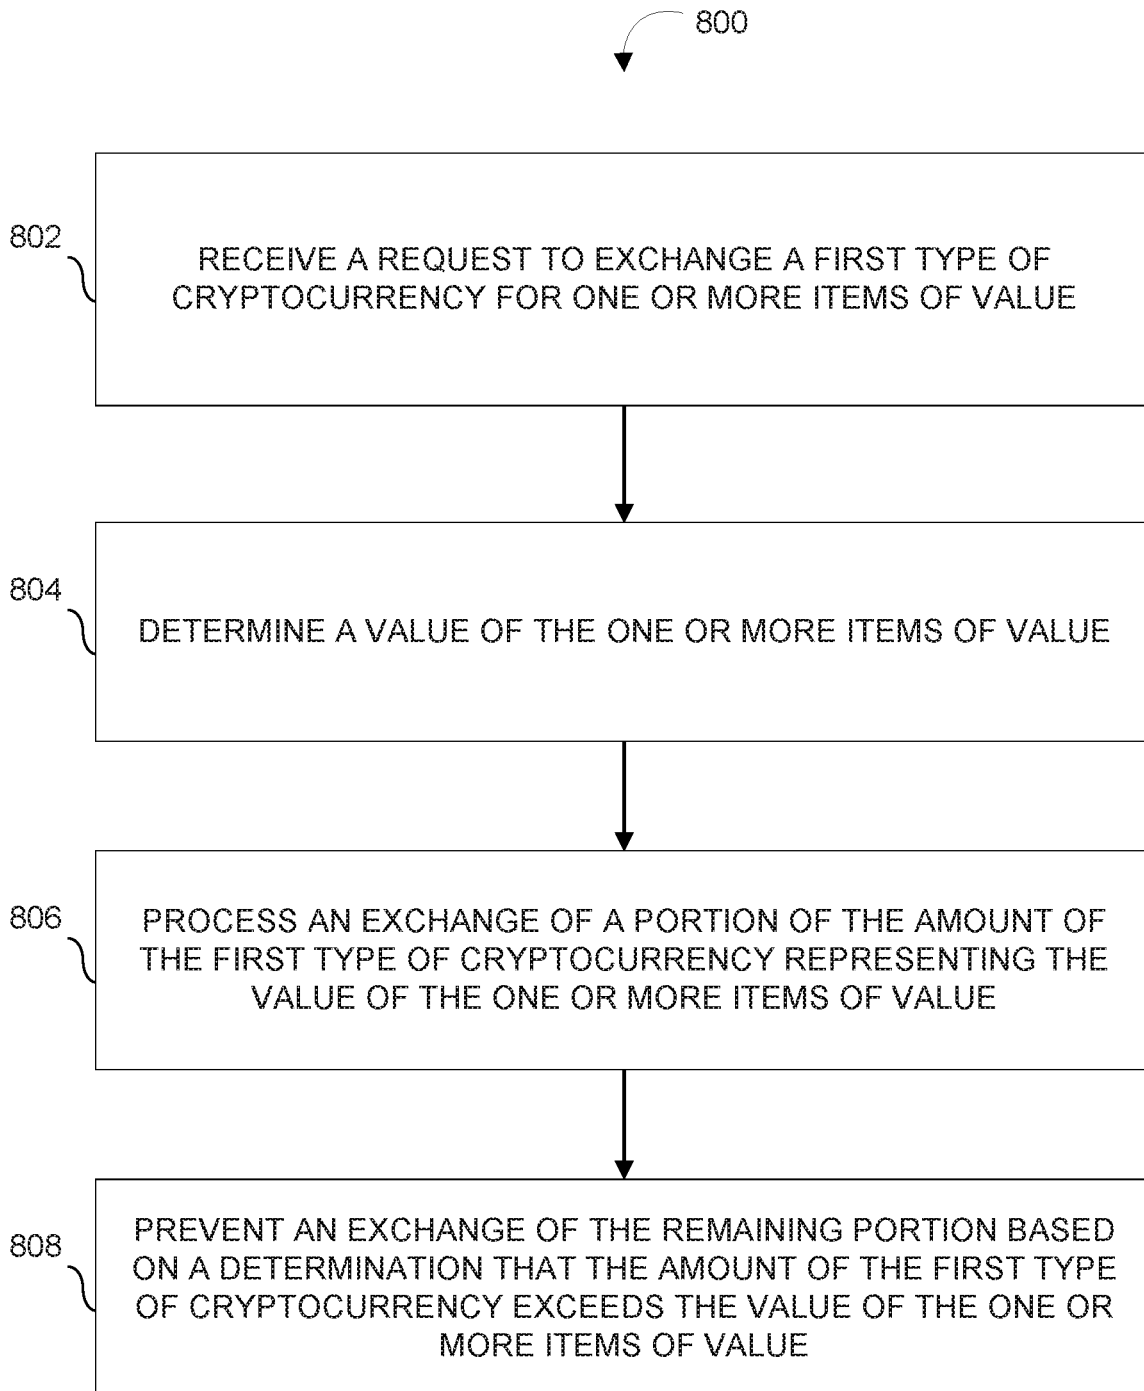 800
802
RECEIVE A REQUEST TO EXCHANGE A FIRST TYPE OF
CRYPTOCURRENCY FOR ONE OR MORE ITEMS OF VALUE
804
DETERMINE A VALUE OF THE ONE OR MORE ITEMS OF VALUE
806
PROCESS AN EXCHANGE OF A PORTION OF THE AMOUNT OF
THE FIRST TYPE OF CRYPTOCURRENCY REPRESENTING THE
VALUE OF THE ONE OR MORE ITEMS OF VALUE
808
PREVENT AN EXCHANGE OF THE REMAINING PORTION BASED
ON A DETERMINATION THAT THE AMOUNT OF THE FIRST TYPE
OF CRYPTOCURRENCY EXCEEDS THE VALUE OF THE ONE OR
MORE ITEMS OF VALUE